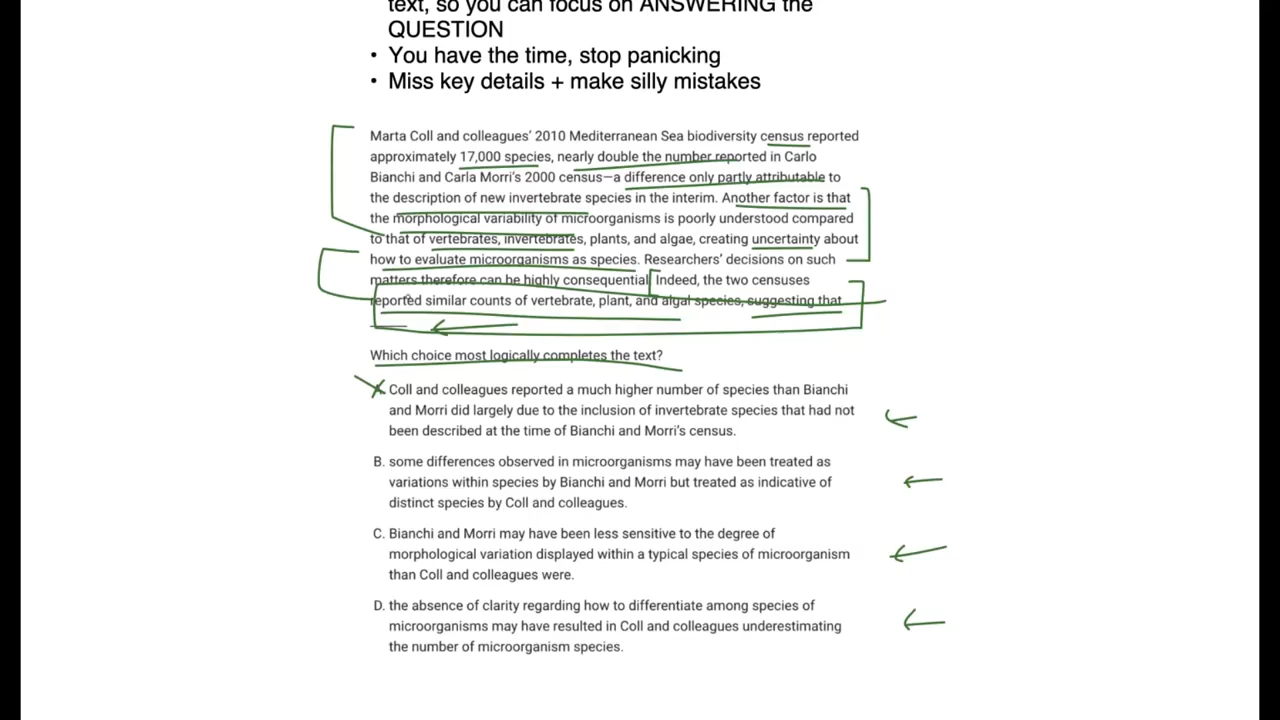 text, so you can focus on ANSWERING the
QUESTION
• You have the time, stop panicking
• Miss key details + make silly mistakes
Marta Coll and colleagues' 2010 Mediterranean Sea biodiversity census reported
approximately 17,000 species, nearly double the number reported in Carlo
Bianchi and Carla Morri's 2000 census—a difference only partly attributable to
the description of new invertebrate species in the interim. Another factor is that
the morphological variability of microorganisms is poorly understood compared
to that of vertebrates, invertebrates, plants, and algae, creating uncertainty about
how to evaluate microorganisms as species. Researchers' decisions on such
matters therefore can be highly consequential. Indeed, the two censuses
reported similar counts of vertebrate, plant, and algal species, suggesting that
______
Which choice most logically completes the text?
Coll and colleagues reported a much higher number of species than Bianchi
and Morri did largely due to the inclusion of invertebrate species that had not
been described at the time of Bianchi and Morri's census.
B. some differences observed in microorganisms may have been treated as
variations within species by Bianchi and Morri but treated as indicative of
distinct species by Coll and colleagues.
C. Bianchi and Morri may have been less sensitive to the degree of
morphological variation displayed within a typical species of microorganism
than Coll and colleagues were.
D. the absence of clarity regarding how to differentiate among species of
microorganisms may have resulted in Coll and colleagues underestimating
the number of microorganism species.